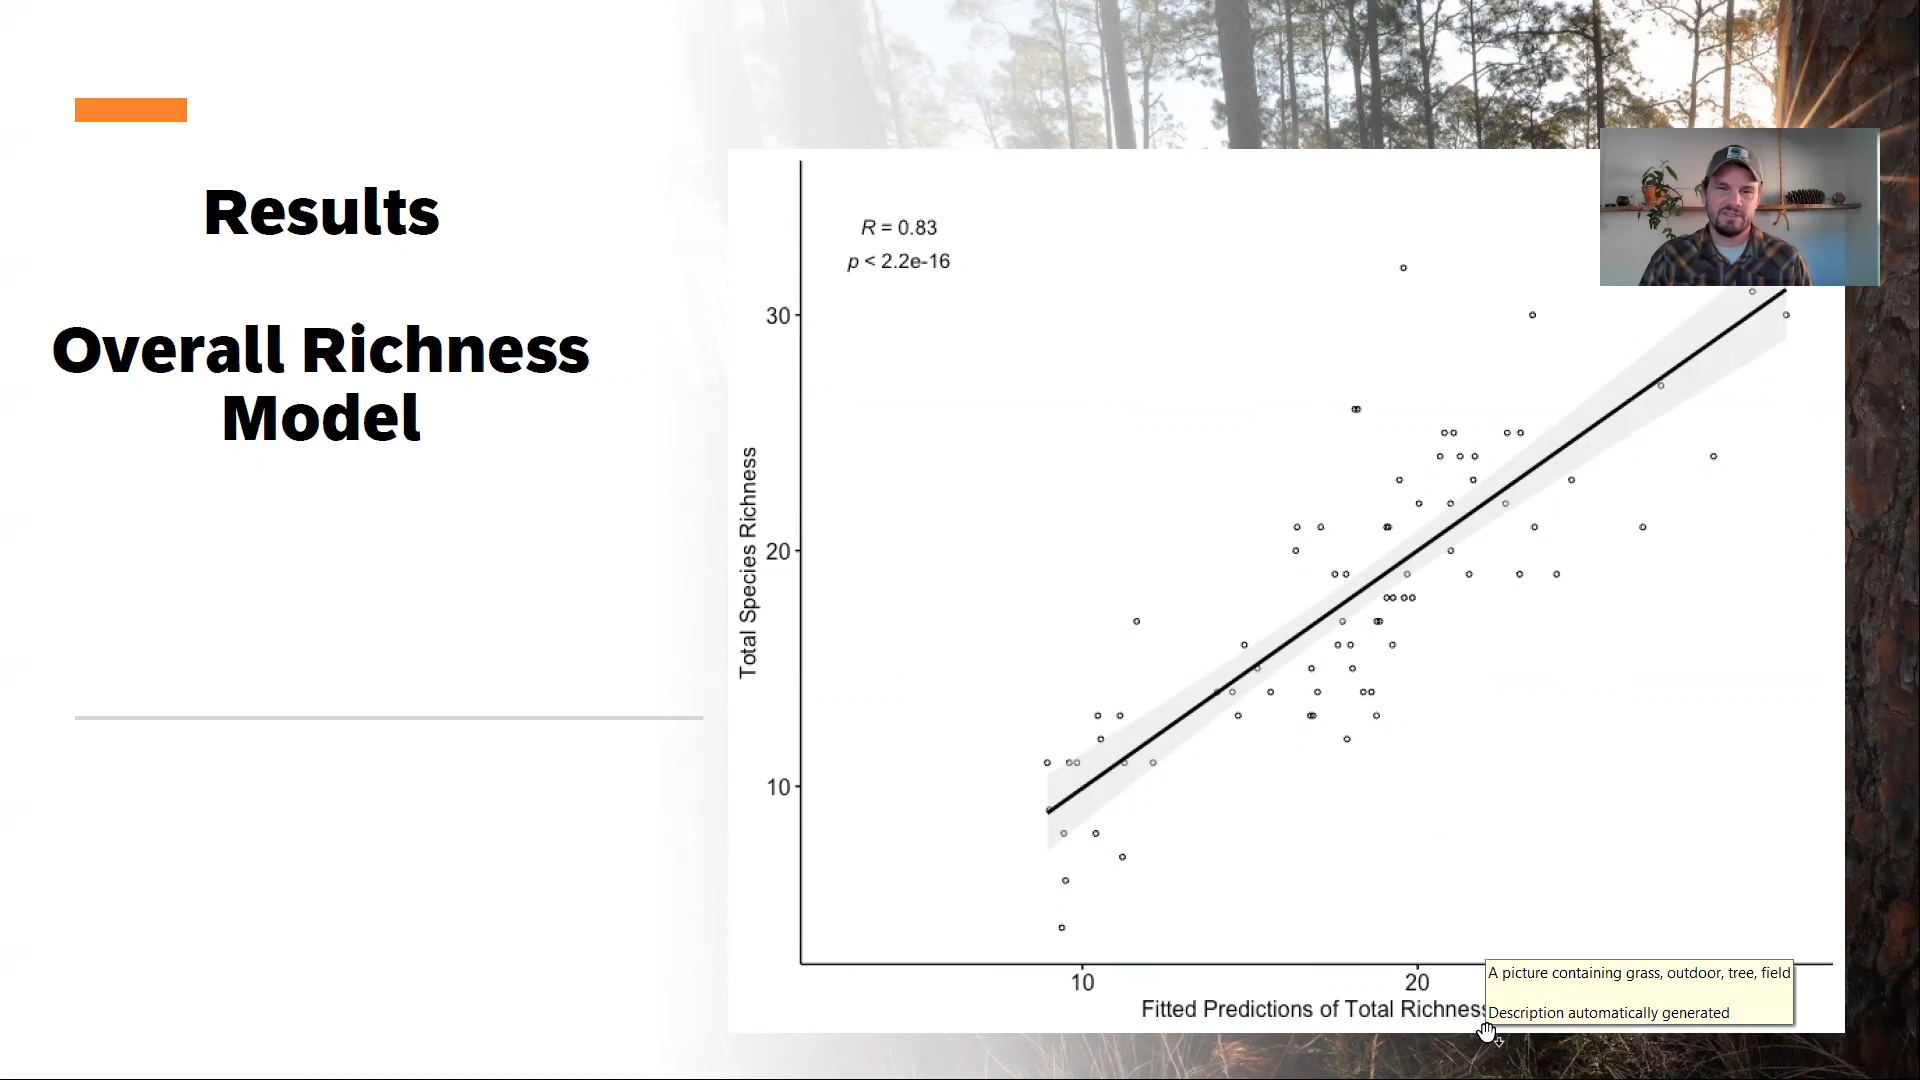 Results
Overall Richness
Model
R = 0.83
p < 2.2e-16
30
20
10
Total Species Richness
10
20
Fitted Predictions of Total Richness
A picture containing grass, outdoor, tree, field
Description automatically generated